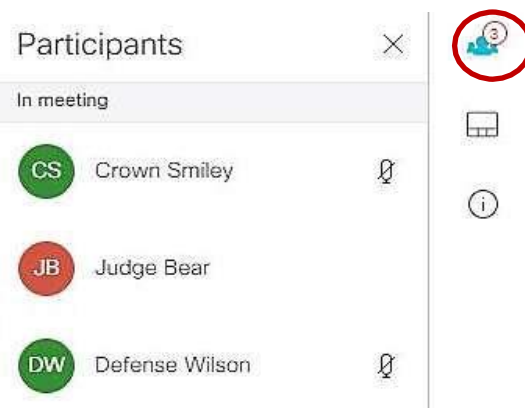 Participants
3
In meeting
CS Crown Smiley
JB Judge Bear
DW Defense Wilson